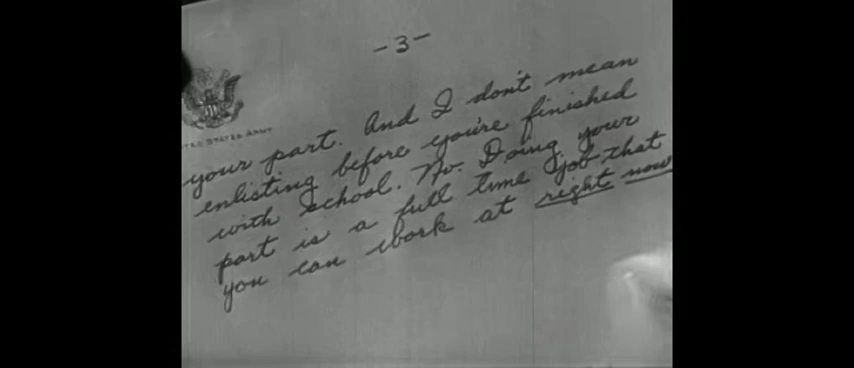 -3-
UNITED STATES ARMY
your part. And I don't mean
enlisting before you're finished
with school. No. Doing your
part is a full time job that
you can work at right now